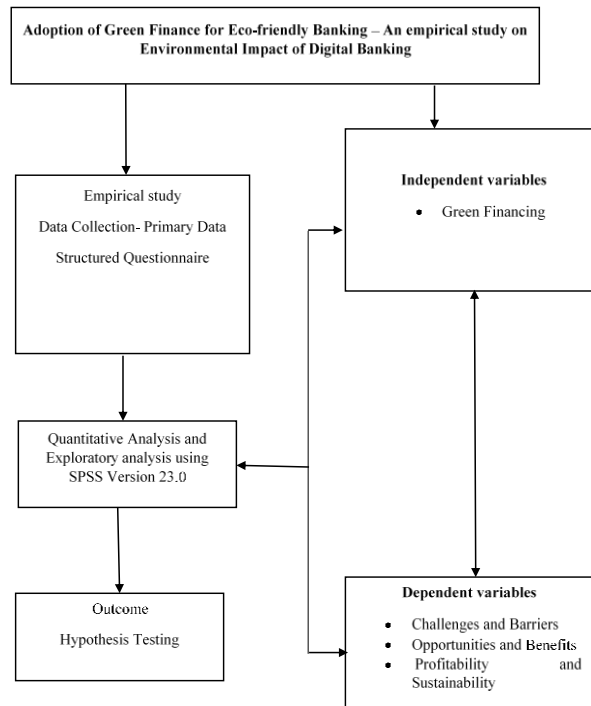 Adoption of Green Finance for Eco-friendly Banking – An empirical study on
Environmental Impact of Digital Banking
Empirical study
Data Collection- Primary Data
Structured Questionnaire
Independent variables
• Green Financing
Quantitative Analysis and
Exploratory analysis using
SPSS Version 23.0
Outcome
Hypothesis Testing
Dependent variables
• Challenges and Barriers
• Opportunities and Benefits
• Profitability and
Sustainability